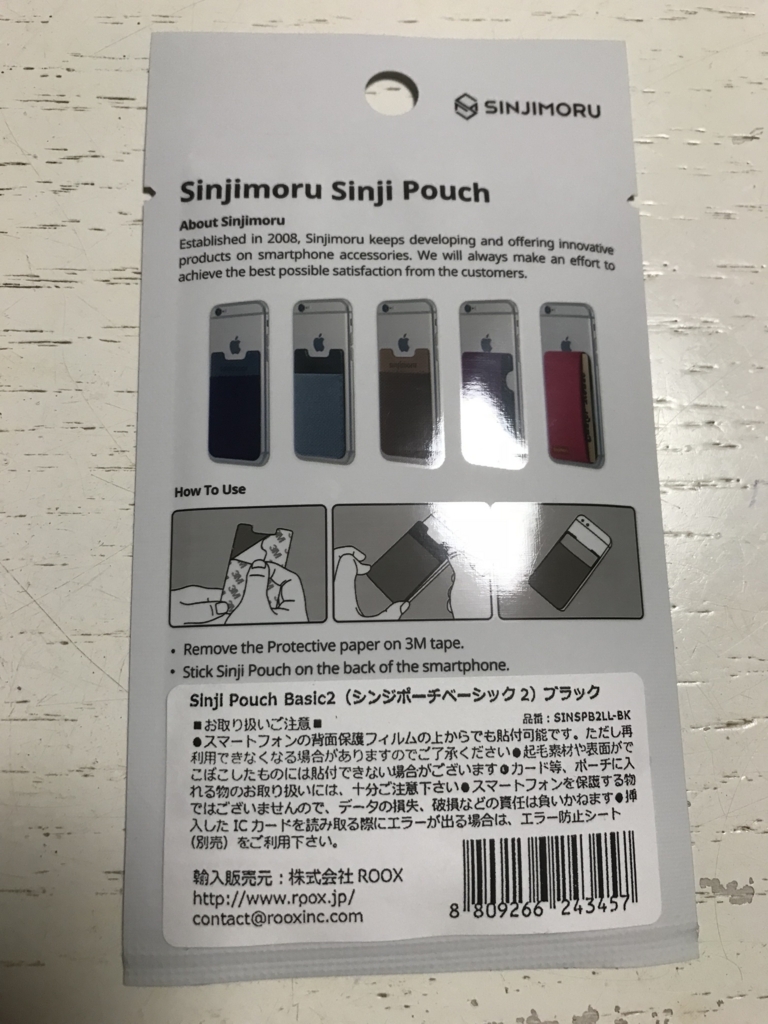 SINJIMORU
Sinjimoru Sinji Pouch
About Sinjimoru
Established in 2008, Sinjimoru keeps developing and offering innovative
products on smartphone accessories. We will always make an effort to
achieve the best possible satisfaction from the customers.
How To Use
3M
3M
3M
• Remove the Protective paper on 3M tape.
• Stick Sinji Pouch on the back of the smartphone.
Sinji Pouch Basic2（シンジポーチベーシック２）ブラック
品番：SINSPB2LL-BK
■お取り扱いご注意■
●スマートフォンの背面保護フィルムの上からでも貼付可能です。ただし再
利用できなくなる場合がありますのでご了承ください●起毛素材や表面がで
こぼこしたものには貼付できない場合がございます●カード等、ポーチに入
れる物のお取り扱いには、十分ご注意下さい●スマートフォンを保護する物
ではございませんので、データの損失、破損などの責任は負いかねます●挿
入した IC カードを読み取る際にエラーが出る場合は、エラー防止シート
（別売）をご利用下さい。
輸入販売元：株式会社 ROOX
http://www.roox.jp/
contact@rooxinc.com
8 809266 243457